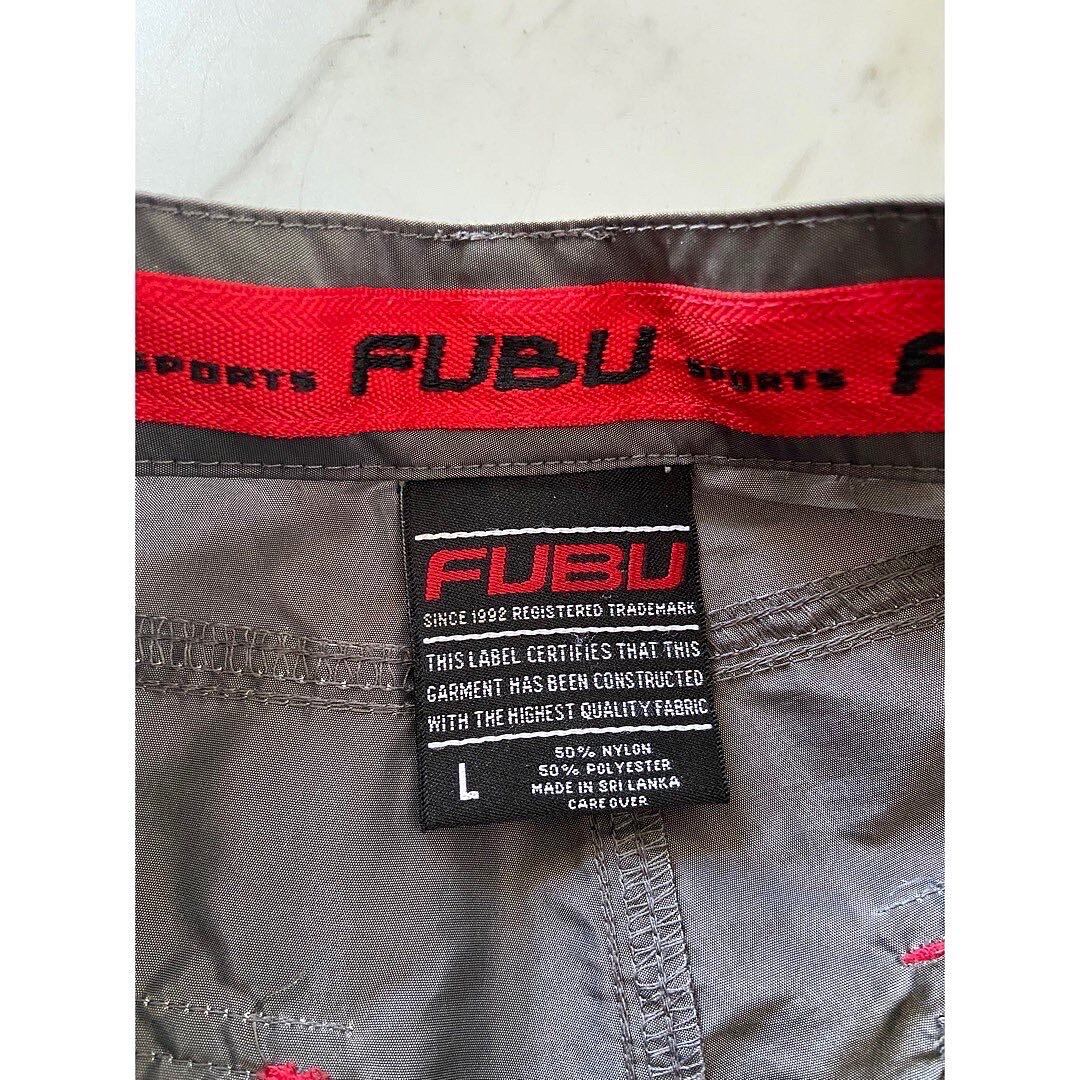 SPORTS FUBU SPORTS F
FUBU
SINCE 1992 REGISTERED TRADEMARK
THIS LABEL CERTIFIES THAT THIS
GARMENT HAS BEEN CONSTRUCTED
WITH THE HIGHEST QUALITY FABRIC
L
50% NYLON
50% POLYESTER
MADE IN SRI LANKA
CARE OVER